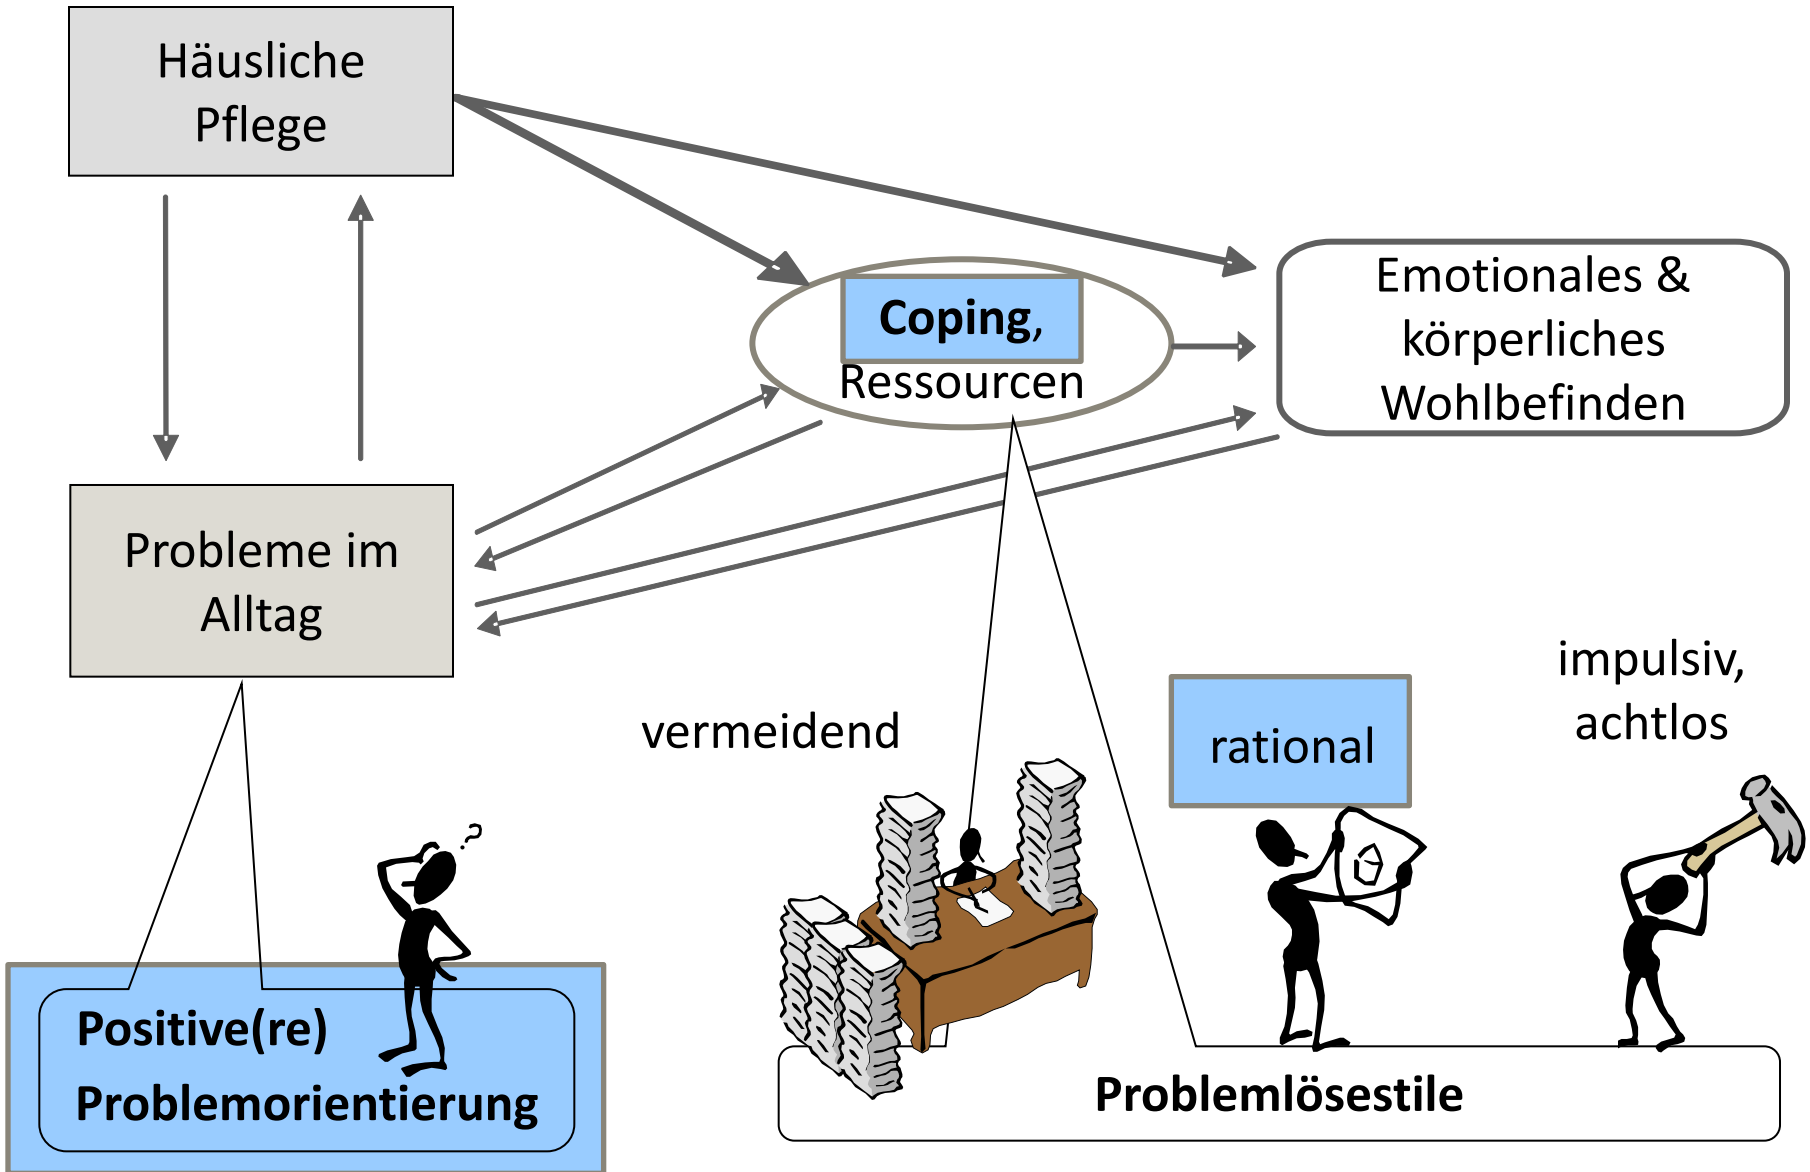 Häusliche
Pflege
Coping,
Ressourcen
Emotionales &
körperliches
Wohlbefinden
Probleme im
Alltag
vermeidend
rational
impulsiv,
achtlos
?
Positive(re)
Problemorientierung
Problemlösestile